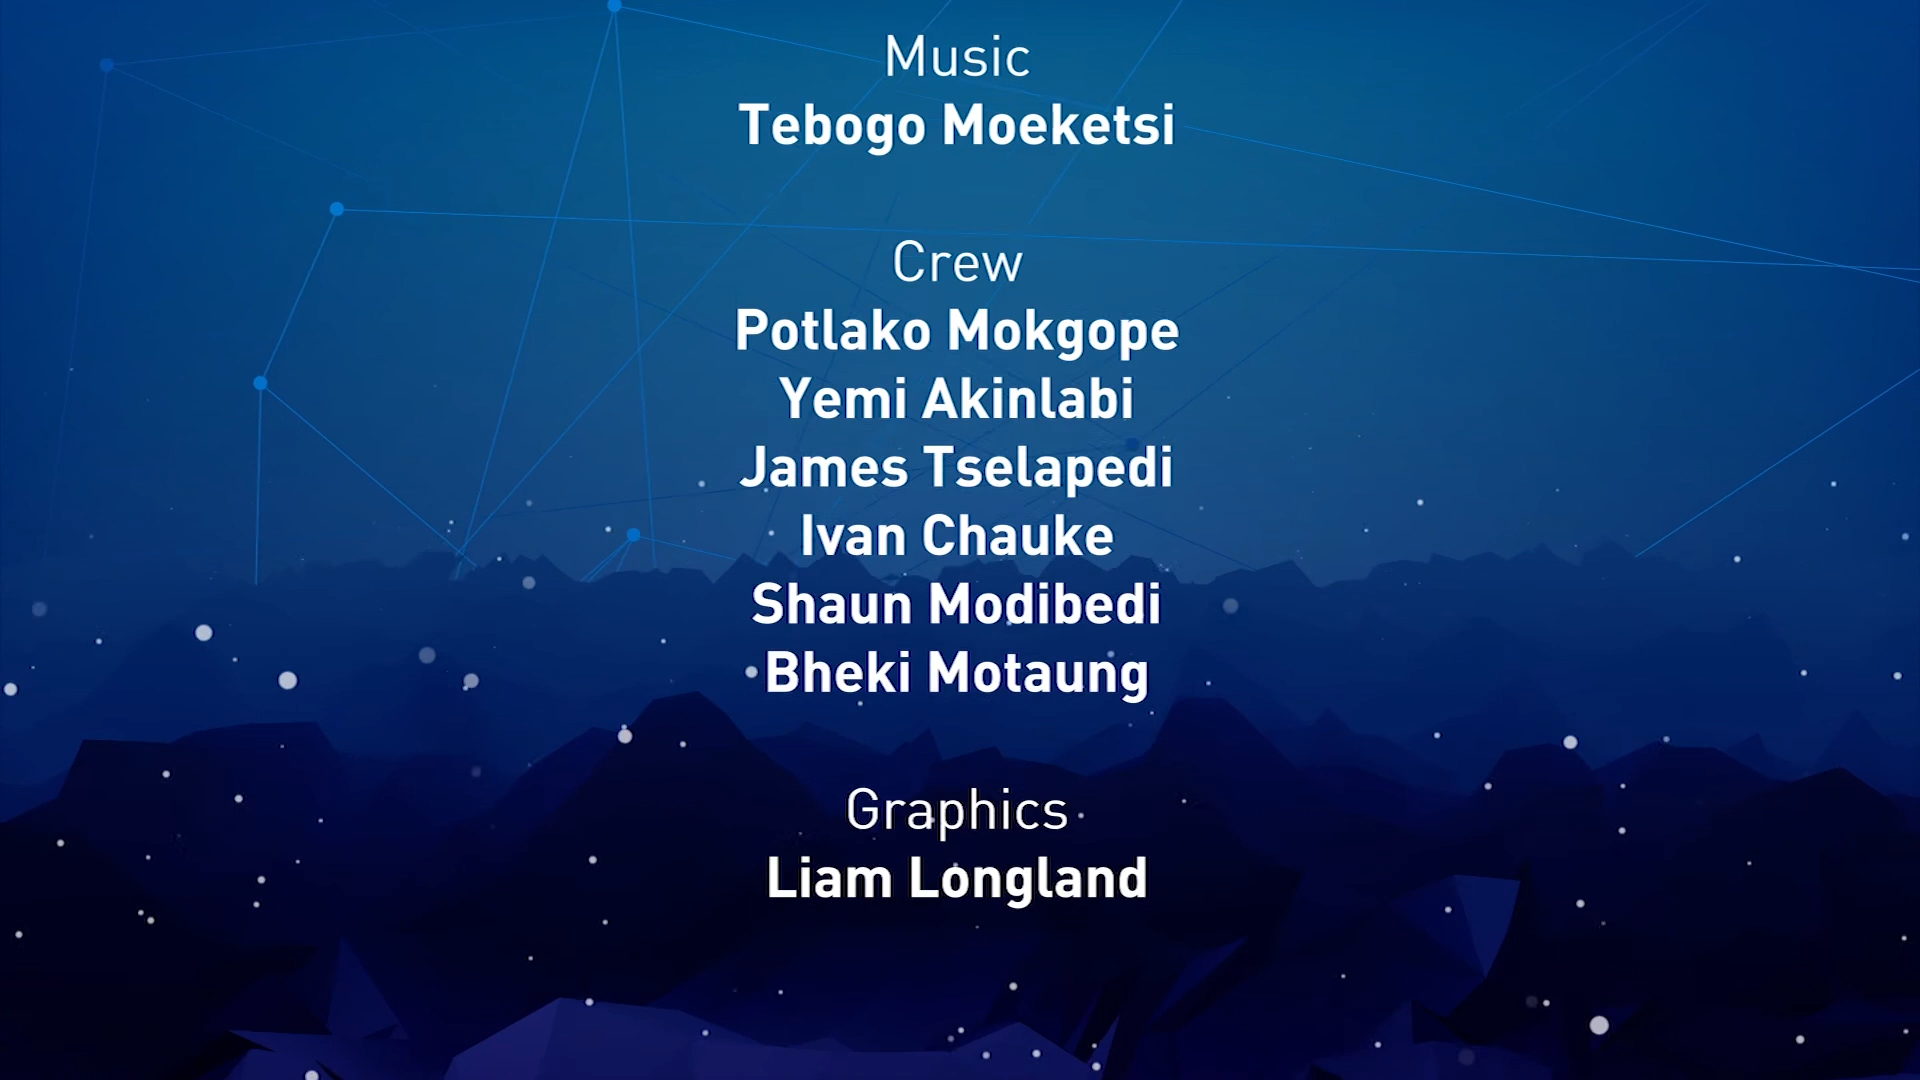 Music
Tebogo Moeketsi
Crew
Potlako Mokgope
Yemi Akinlabi
James Tselapedi
Ivan Chauke
Shaun Modibedi
Bheki Motaung
Graphics
Liam Longland